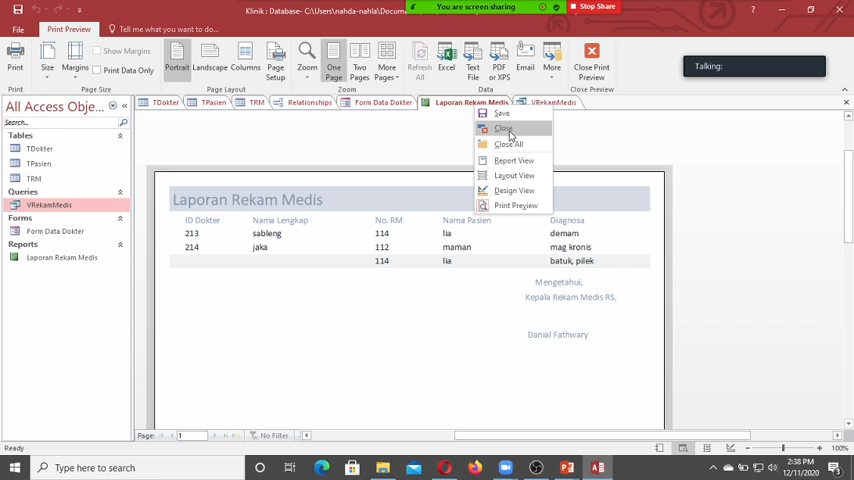 Klinik : Database- C:\Users\nahda-nahla\Docume
You are screen sharing
Stop Share
File
Print Preview
Tell me what you want to do...
Print
Size
Margins
Show Margins
Print Data Only
Portrait
Landscape
Columns
Page Setup
Zoom
One Page
Two Pages
More Pages
Refresh All
Excel
Text File
PDF or XPS
Email
More
Close Print Preview
Print
Page Size
Page Layout
Zoom
Data
Close Preview
Talking:
All Access Obje...
Search...
Tables
TDokter
TPasien
TRM
Queries
VRekamMedis
Forms
Form Data Dokter
Reports
Laporan Rekam Medis
TDokter
TPasien
TRM
Relationships
Form Data Dokter
Laporan Rekam Medis
VRekamMedis
Save
Close
Close All
Report View
Layout View
Design View
Print Preview
Laporan Rekam Medis
ID Dokter Nama Lengkap No. RM Nama Pasien Diagnosa
213 sableng 114 lia demam
214 jaka 112 maman mag kronis
114 lia batuk, pilek
Mengetahui,
Kepala Rekam Medis RS,
Danial Fathwary
Page: 1 No Filter
Ready
100%
Type here to search
2:38 PM
12/11/2020
3